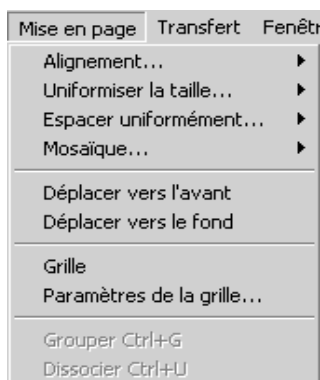 Mise en page Transfert
Alignement...
Uniformiser la taille...
Espacer uniformément...
Mosaïque...
Déplacer vers l'avant
Déplacer vers le fond
Grille
Paramètres de la grille...
Grouper Ctrl+G
Dissocier Ctrl+U